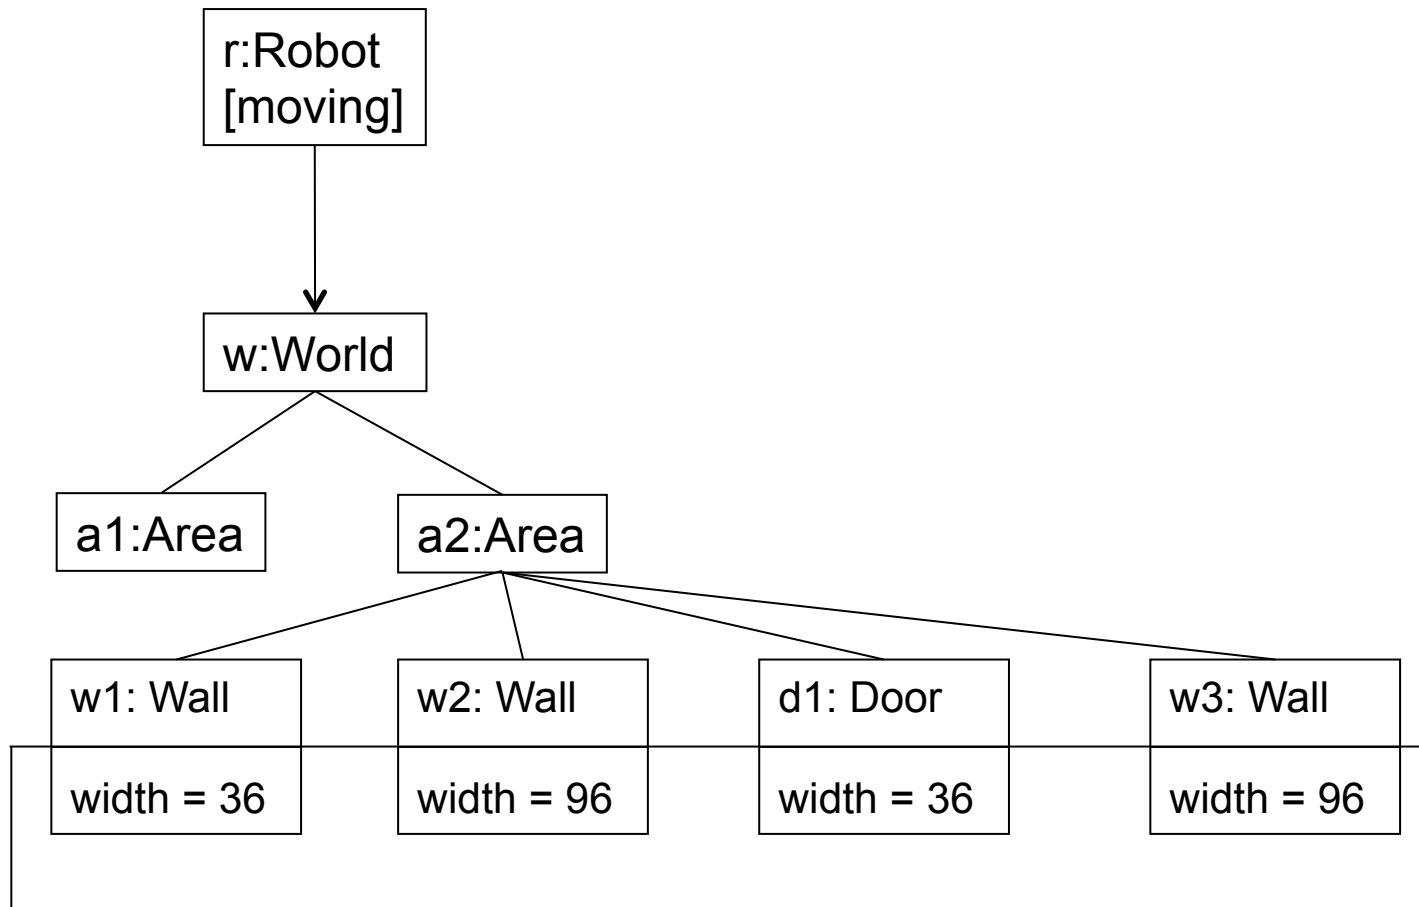 r:Robot
[moving]
w:World
a1:Area
a2:Area
w1: Wall
w2: Wall
d1: Door
w3: Wall
width = 36
width = 96
width = 36
width = 96